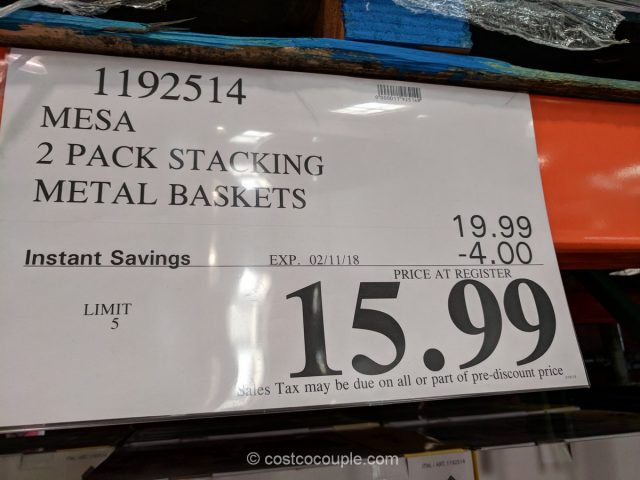 1192514
MESA
2 PACK STACKING
METAL BASKETS
19.99
Instant Savings EXP. 02/11/18 -4.00
PRICE AT REGISTER
LIMIT
5
15.99
Sales Tax may be due on all or part of pre-discount price
© costcocouple.com